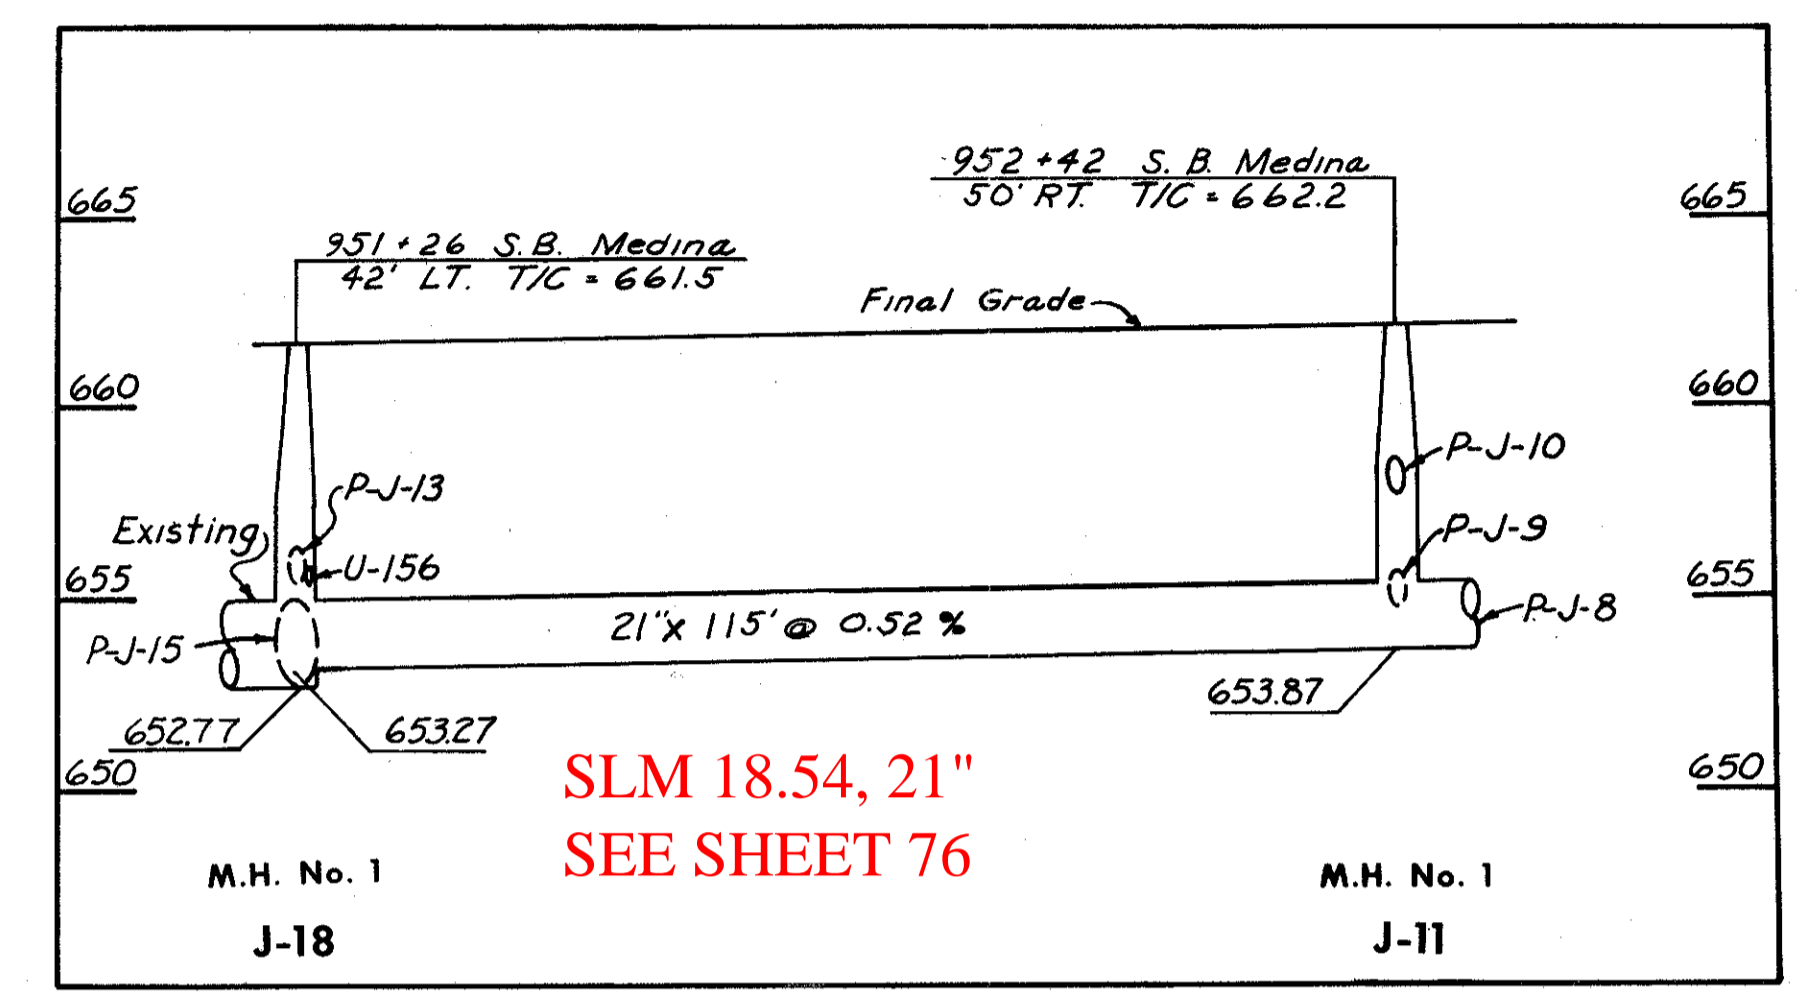 952+42 S. B. Medina
50' RT. T/C = 662.2
665
665
951+26 S.B. Medina
42' LT. T/C = 661.5
Final Grade
660
660
P-J-10
P-J-13
Existing
P-J-9
U-156
655
655
P-J-8
21"x 115' @ 0.52 %
P-J-15
653.87
652.77
653.27
650
SLM 18.54, 21"
650
SEE SHEET 76
M.H. No. 1
M.H. No. 1
J-18
J-11